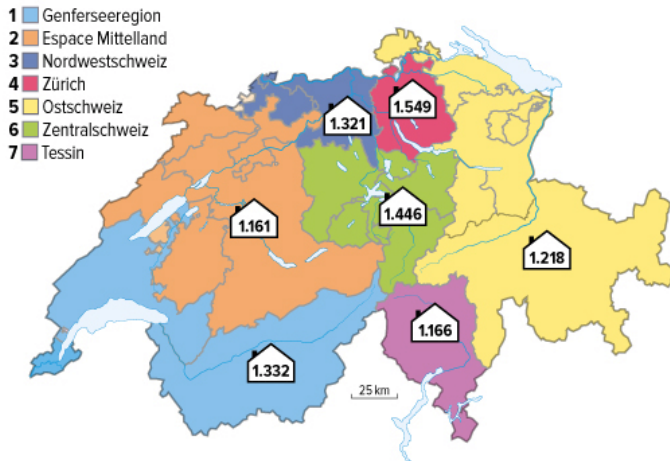 1 Genferseeregion
2 Espace Mittelland
3 Nordwestschweiz
4 Zürich
5 Ostschweiz
6 Zentralschweiz
7 Tessin
1.549
1.321
1.446
1.161
1.218
1.166
1.332
25 km